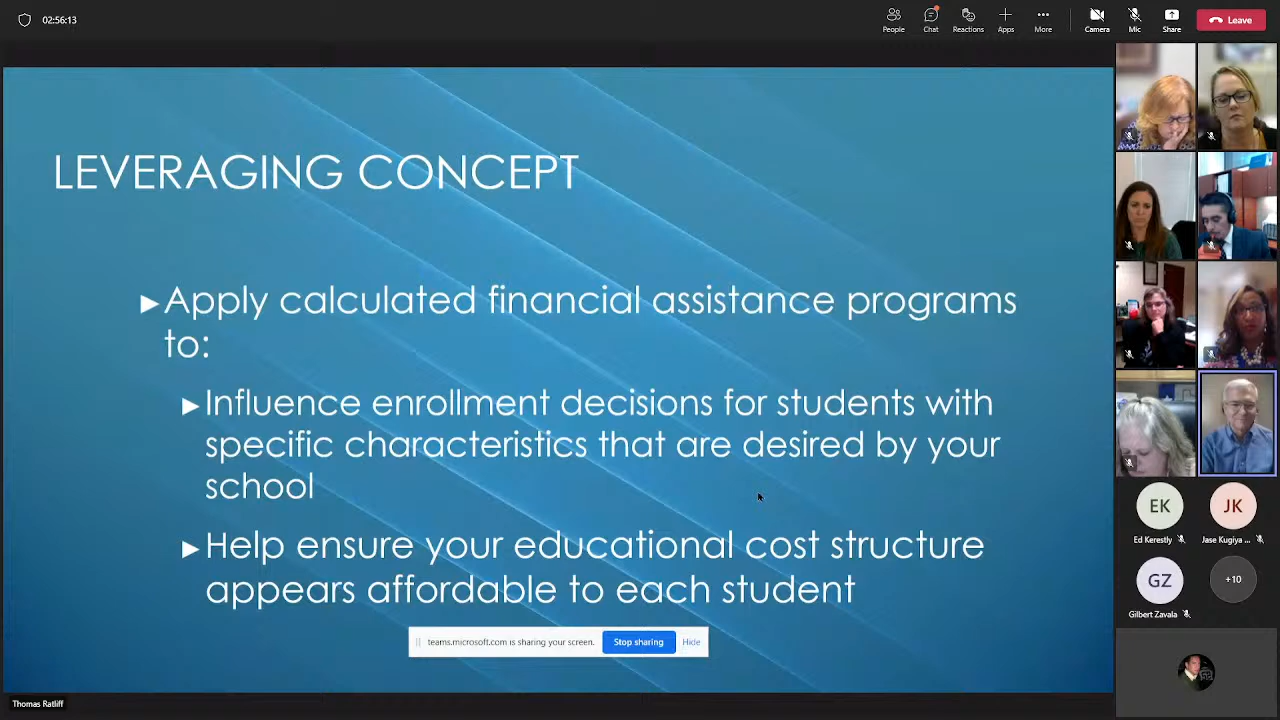 02:56:13
People
Chat
Reactions
Apps
More
Camera
Mic
Share
Leave
LEVERAGING CONCEPT
Apply calculated financial assistance programs
to:
Influence enrollment decisions for students with
specific characteristics that are desired by your
school
Help ensure your educational cost structure
appears affordable to each student
teams.microsoft.com is sharing your screen.
Stop sharing
Hide
Thomas Ratliff
EK
JK
Ed Kerestly
Jase Kugiya ...
GZ
+10
Gilbert Zavala